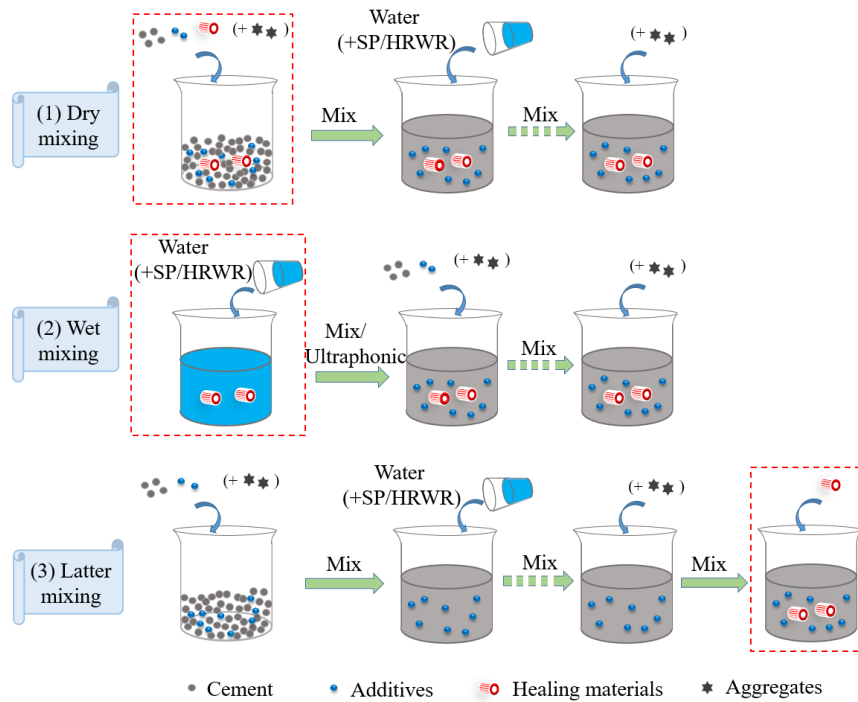 Water
(+SP/HRWR)
(+ )
(+ )
(1) Dry
mixing
Mix
Mix
Water
(+SP/HRWR)
(+ )
(+ )
(2) Wet
mixing
Mix/
Ultraphonic
Mix
(+ )
Water
(+SP/HRWR)
(+ )
(3) Latter
mixing
Mix
Mix
Mix
Cement
Additives
Healing materials
Aggregates